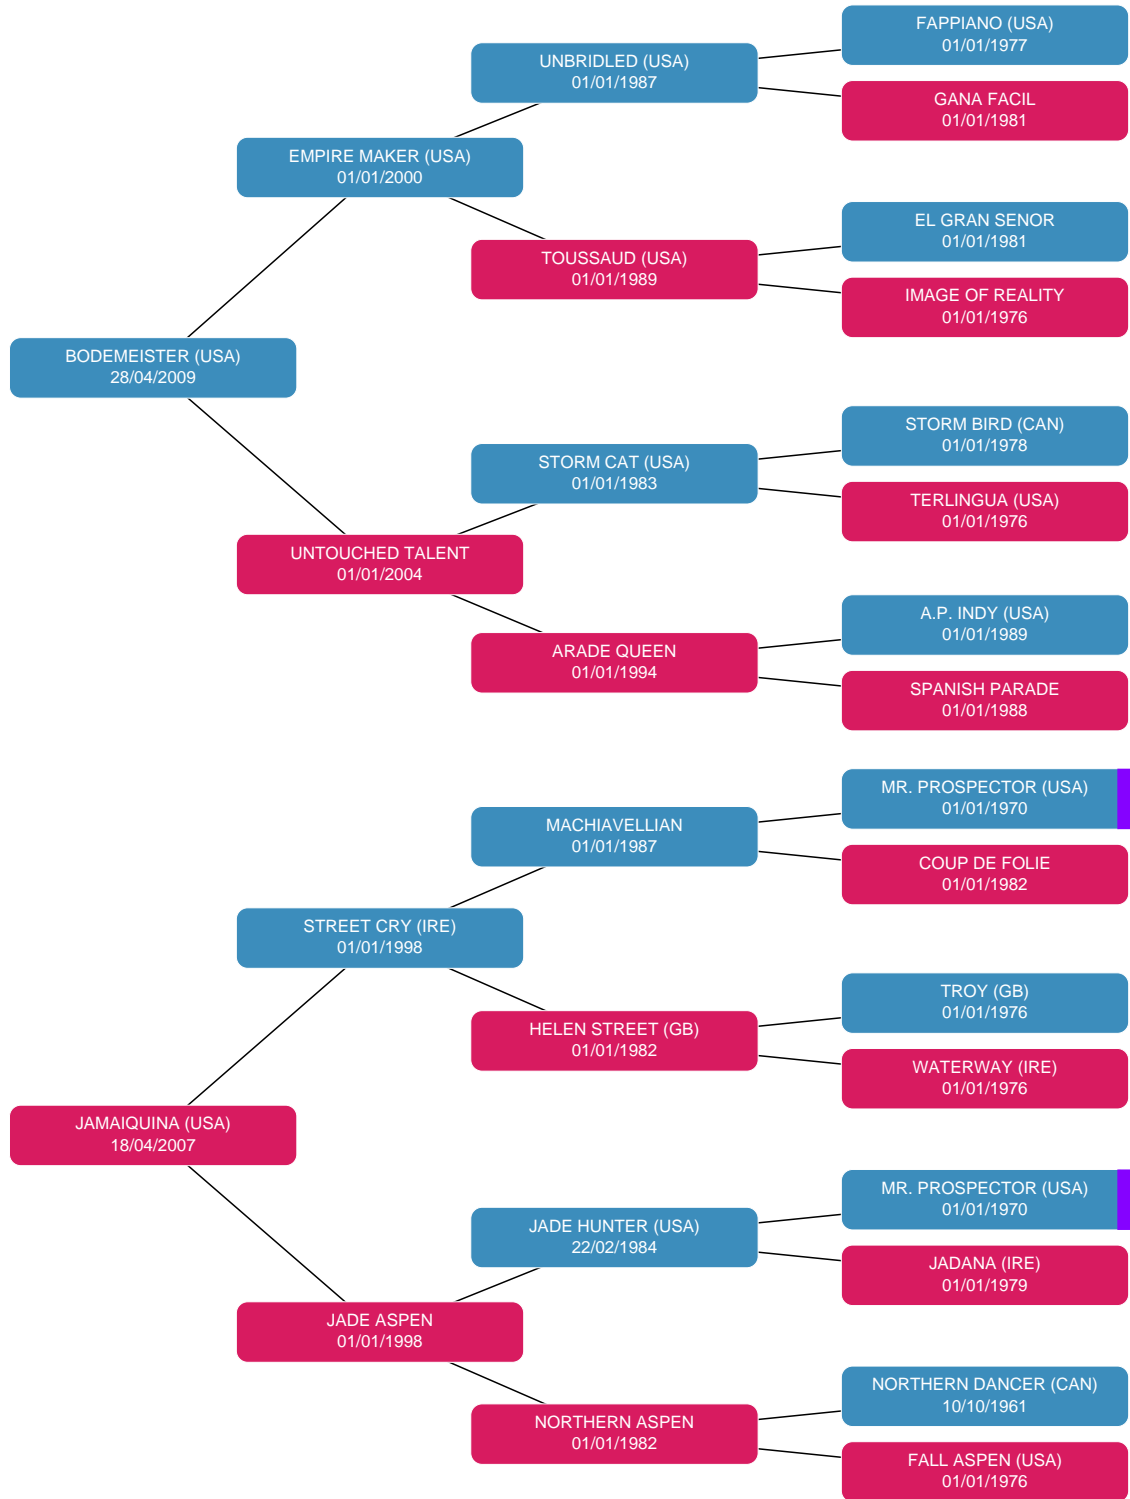 FAPPIANO (USA)
01/01/1977
UNBRIDLED (USA)
01/01/1987
GANA FACIL
01/01/1981
EMPIRE MAKER (USA)
01/01/2000
EL GRAN SENOR
01/01/1981
TOUSSAUD (USA)
01/01/1989
IMAGE OF REALITY
01/01/1976
BODEMEISTER (USA)
28/04/2009
STORM BIRD (CAN)
01/01/1978
STORM CAT (USA)
01/01/1983
TERLINGUA (USA)
01/01/1976
UNTOUCHED TALENT
01/01/2004
A.P. INDY (USA)
01/01/1989
ARADE QUEEN
01/01/1994
SPANISH PARADE
01/01/1988
MR. PROSPECTOR (USA)
01/01/1970
MACHIAVELLIAN
01/01/1987
COUP DE FOLIE
01/01/1982
STREET CRY (IRE)
01/01/1998
TROY (GB)
01/01/1976
HELEN STREET (GB)
01/01/1982
WATERWAY (IRE)
01/01/1976
JAMAIQUINA (USA)
18/04/2007
MR. PROSPECTOR (USA)
01/01/1970
JADE HUNTER (USA)
22/02/1984
JADANA (IRE)
01/01/1979
JADE ASPEN
01/01/1998
NORTHERN DANCER (CAN)
10/10/1961
NORTHERN ASPEN
01/01/1982
FALL ASPEN (USA)
01/01/1976